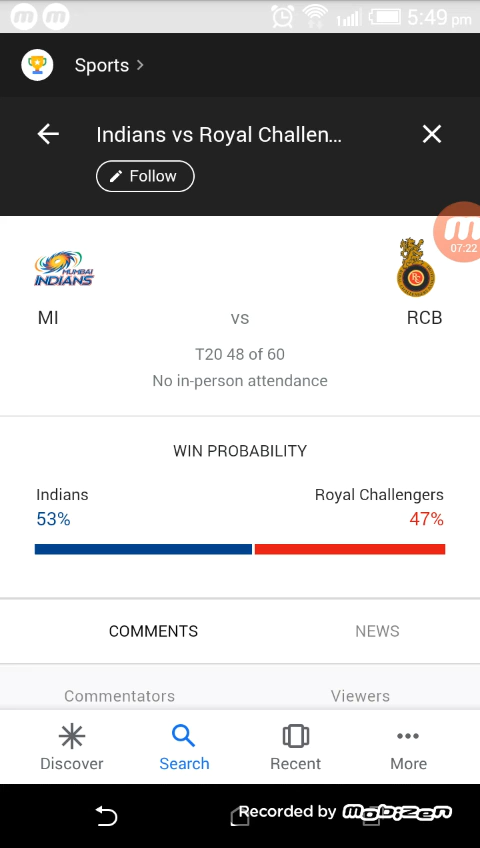 5:49 pm
Sports >
Indians vs Royal Challen...
Follow
07:22
MUMBAI
INDIANS
MI
vs
RCB
T20 48 of 60
No in-person attendance
WIN PROBABILITY
Indians
Royal Challengers
53%
47%
COMMENTS
NEWS
Commentators
Viewers
Discover
Search
Recent
More
Recorded by mobizen